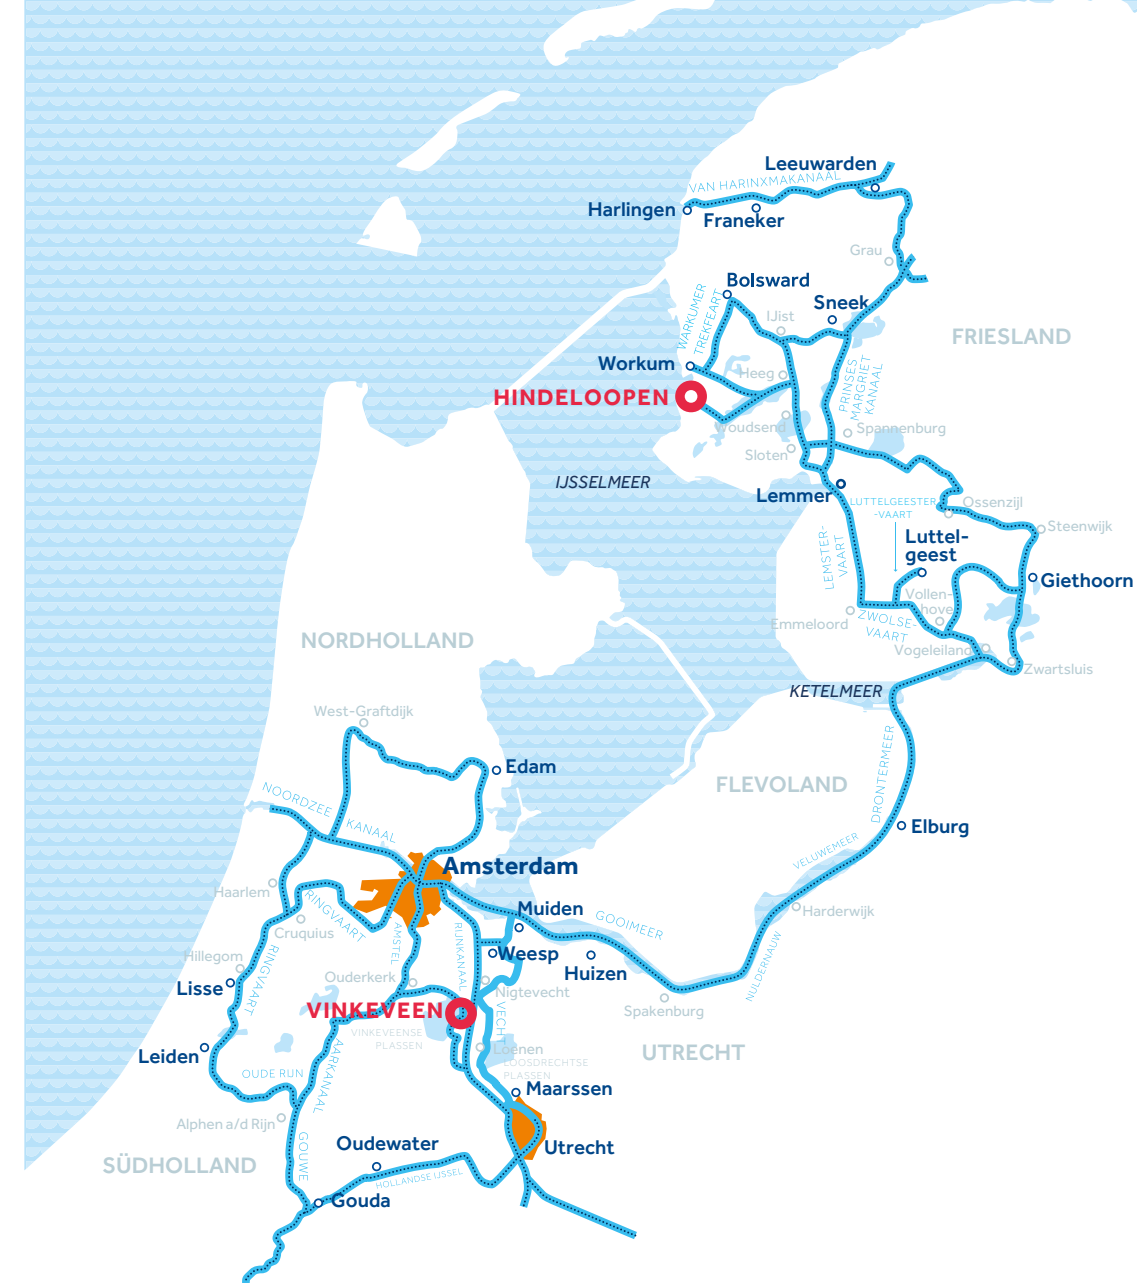 Leeuwarden
VAN HARINXMAKANAAL
Harlingen
Franeker
Grau
Bolsward
Sneek
IJist
WARKUMER
TREKFEART
FRIESLAND
Workum
Heeg
PRINSES
MARGRIET
KANAAL
HINDELOOPEN
Woudsend
Spannenburg
Sloten
IJSSELMEER
Lemmer
LUTTELGEESTER
-VAART
Ossenzijl
Steenwijk
Luttel-
geest
LEMSTER-
VAART
Giethoorn
Vollen-
hove
Emmeloord
ZWOLSE-
VAART
Vogeleiland
Zwartsluis
NORDHOLLAND
KETELMEER
West-Graftdijk
Edam
FLEVOLAND
DRONTERMEER
NOORDZEE
KANAAL
Elburg
VELUWEMEER
Amsterdam
Haarlem
RINGVAART
Harderwijk
Muiden
GOOIMEER
Cruquius
AMSTEL
RIJNKANAAL
Weesp
Huizen
Hillegom
RINGVAART
NULDERNAUW
Lisse
Ouderkerk
Nigtevecht
Spakenburg
VINKEVEEN
VECHT
VINKEVEENSE
PLASSEN
Loenen
LOOSDRECHTSE
PLASSEN
UTRECHT
Leiden
OUDE RIJN
AARKANAAL
Maarssen
Alphen a/d Rijn
GOUWE
Oudewater
Utrecht
SÜDHOLLAND
HOLLANDSE IJSSEL
Gouda